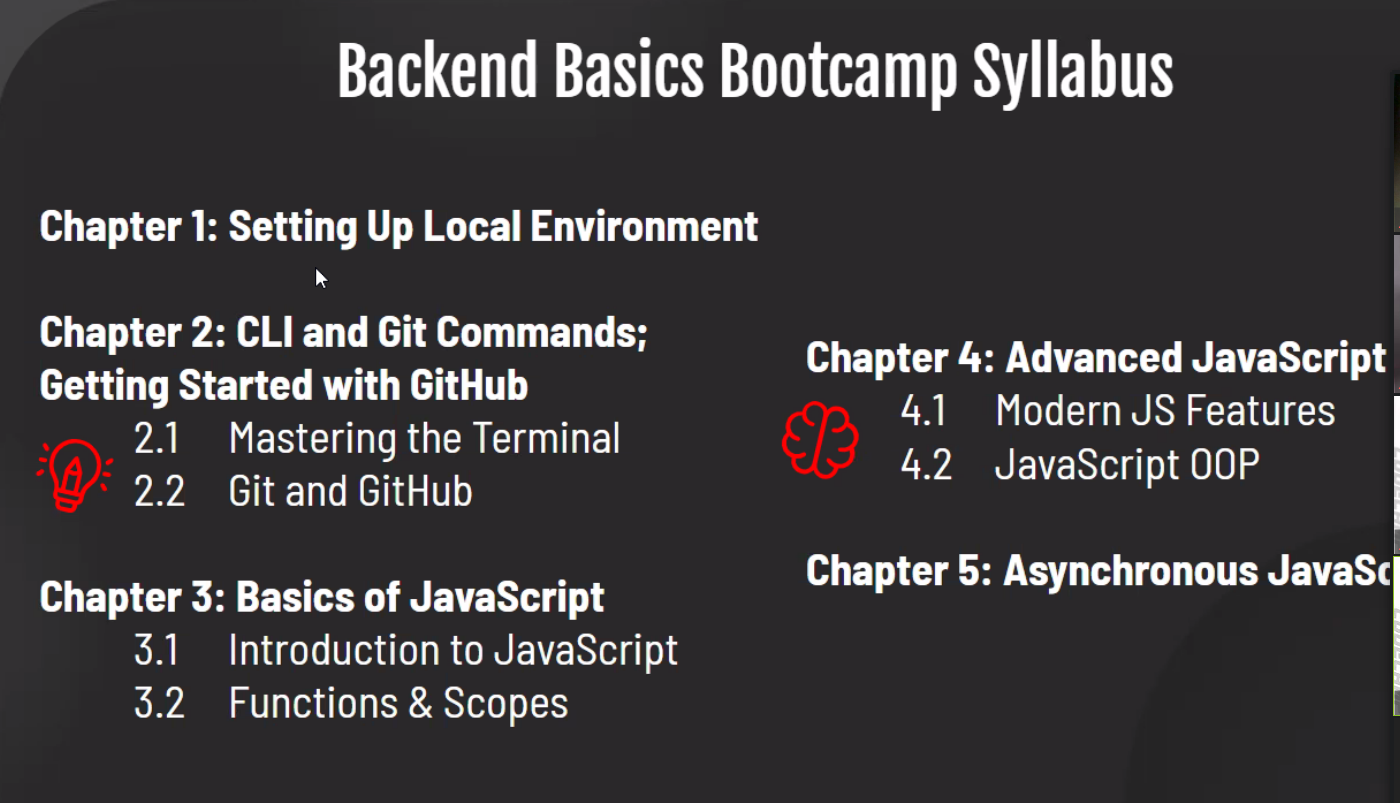 Backend Basics Bootcamp Syllabus
Chapter 1: Setting Up Local Environment
Chapter 2: CLI and Git Commands;
Getting Started with GitHub
2.1 Mastering the Terminal
2.2 Git and GitHub
Chapter 3: Basics of JavaScript
3.1 Introduction to JavaScript
3.2 Functions & Scopes
Chapter 4: Advanced JavaScript
4.1 Modern JS Features
4.2 JavaScript OOP
Chapter 5: Asynchronous